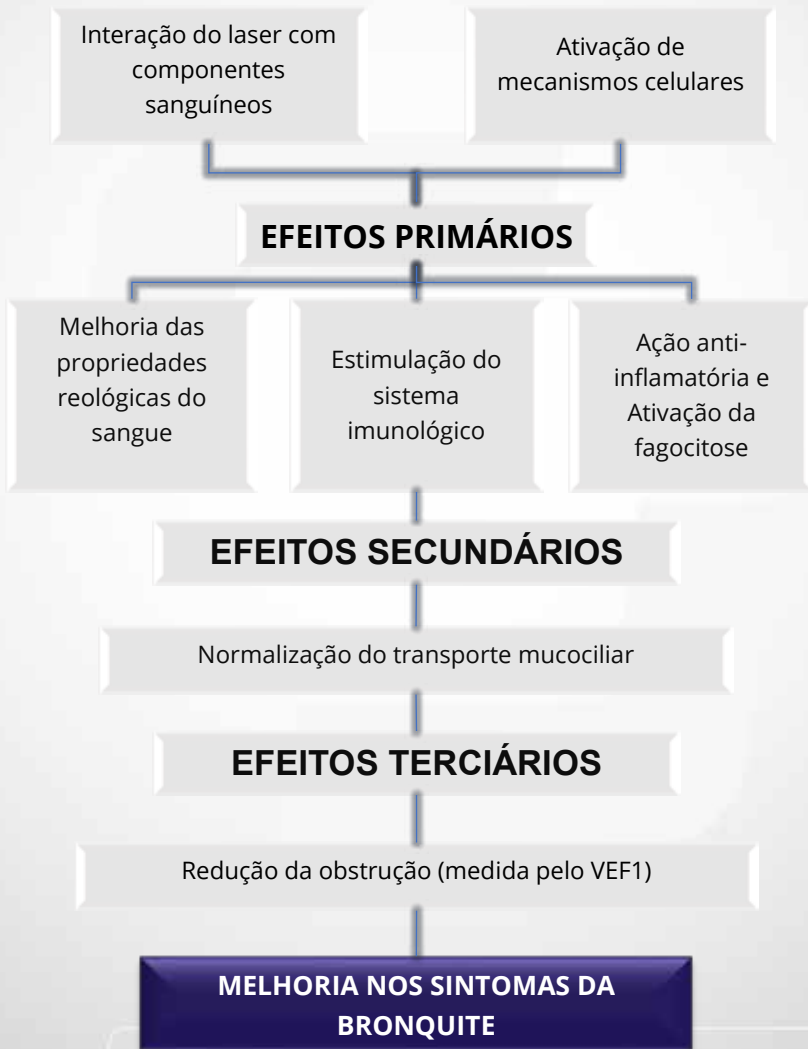 Interação do laser com
componentes
sanguíneos
Ativação de
mecanismos celulares
EFEITOS PRIMÁRIOS
Melhoria das
propriedades
reológicas do
sangue
Estimulação do
sistema
imunológico
Ação anti-
inflamatória e
Ativação da
fagocitose
EFEITOS SECUNDÁRIOS
Normalização do transporte mucociliar
EFEITOS TERCIÁRIOS
Redução da obstrução (medida pelo VEF1)
MELHORIA NOS SINTOMAS DA
BRONQUITE